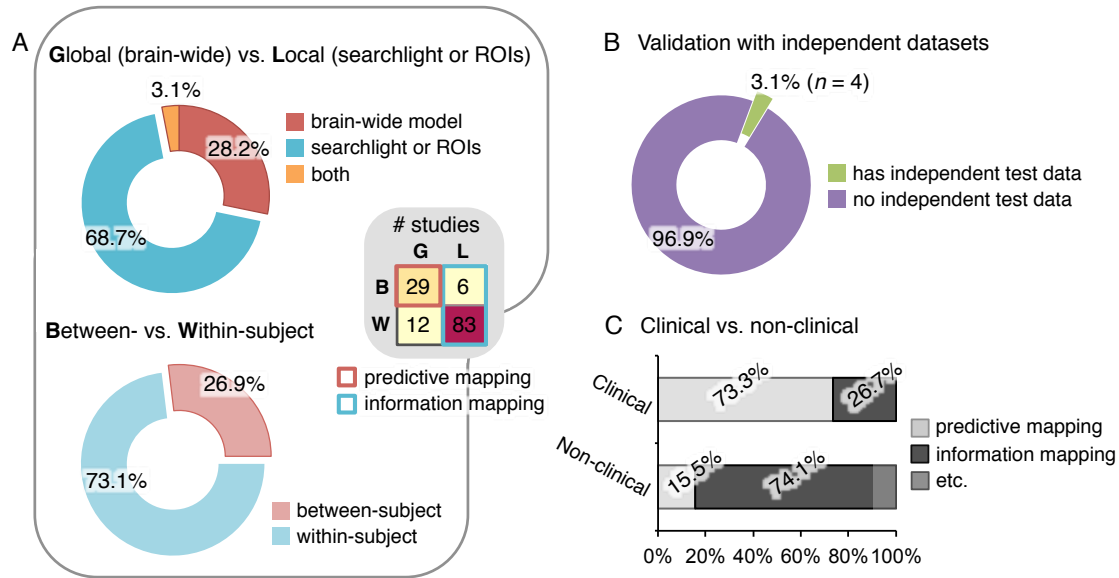 A
Global (brain-wide) vs. Local (searchlight or ROIs)
3.1%
28.2%
68.7%
brain-wide model
searchlight or ROIs
both
# studies
G L
B 29 6
W 12 83
predictive mapping
information mapping
Between- vs. Within-subject
26.9%
73.1%
between-subject
within-subject
B Validation with independent datasets
3.1% (n = 4)
96.9%
has independent test data
no independent test data
C Clinical vs. non-clinical
Clinical
73.3% 26.7%
Non-clinical
15.5% 74.1%
predictive mapping
information mapping
etc.
0% 20% 40% 60% 80% 100%